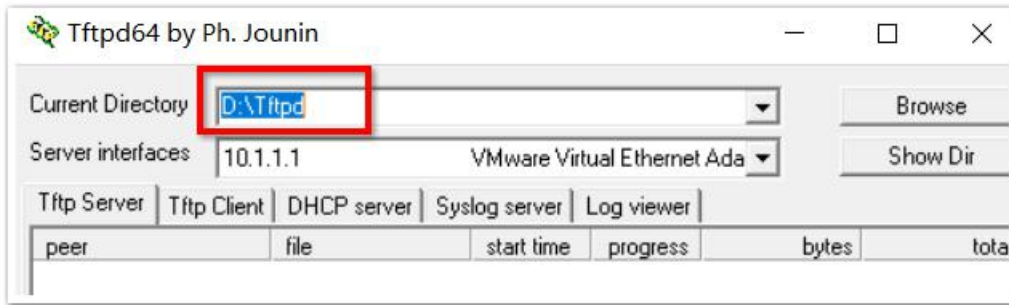 Tftpd64 by Ph. Jounin
Current Directory D:\Tftpd Browse
Server interfaces 10.1.1.1 VMware Virtual Ethernet Ada Show Dir
Tftp Server Tftp Client DHCP server Syslog server Log viewer
peer file start time progress bytes tota